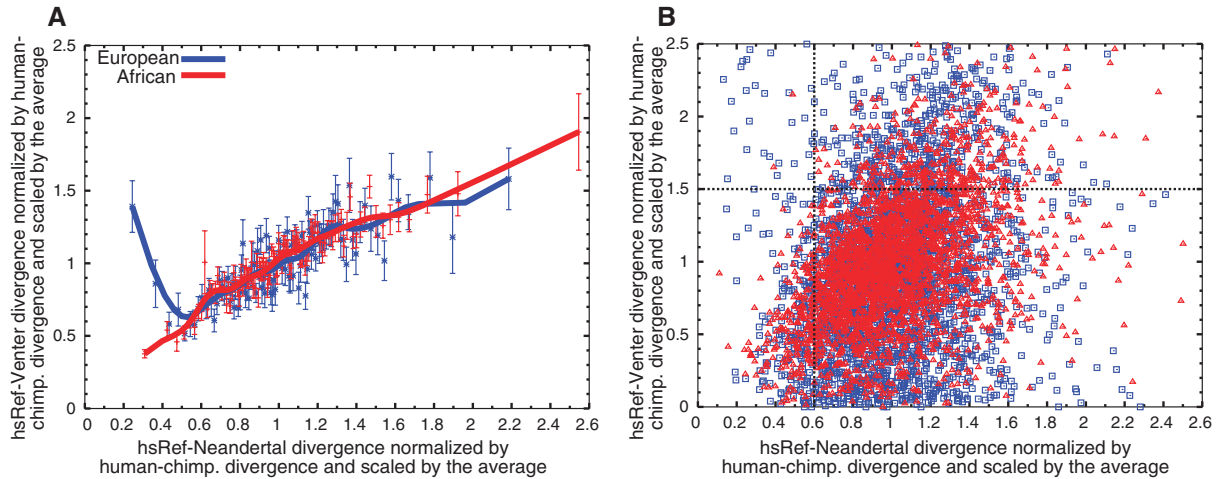 A
hsRef-Venter divergence normalized by human-
chimp. divergence and scaled by the average
European
African
2.5
2
1.5
1
0.5
0
0 0.2 0.4 0.6 0.8 1 1.2 1.4 1.6 1.8 2 2.2 2.4 2.6
hsRef-Neandertal divergence normalized by
human-chimp. divergence and scaled by the average
B
hsRef-Venter divergence normalized by human-
chimp. divergence and scaled by the average
2.5
2
1.5
1
0.5
0
0 0.2 0.4 0.6 0.8 1 1.2 1.4 1.6 1.8 2 2.2 2.4 2.6
hsRef-Neandertal divergence normalized by
human-chimp. divergence and scaled by the average